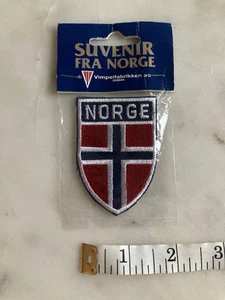 SUVENIR
FRA NORGE
Vimpelfabrikken as
NORGE
1 2 3